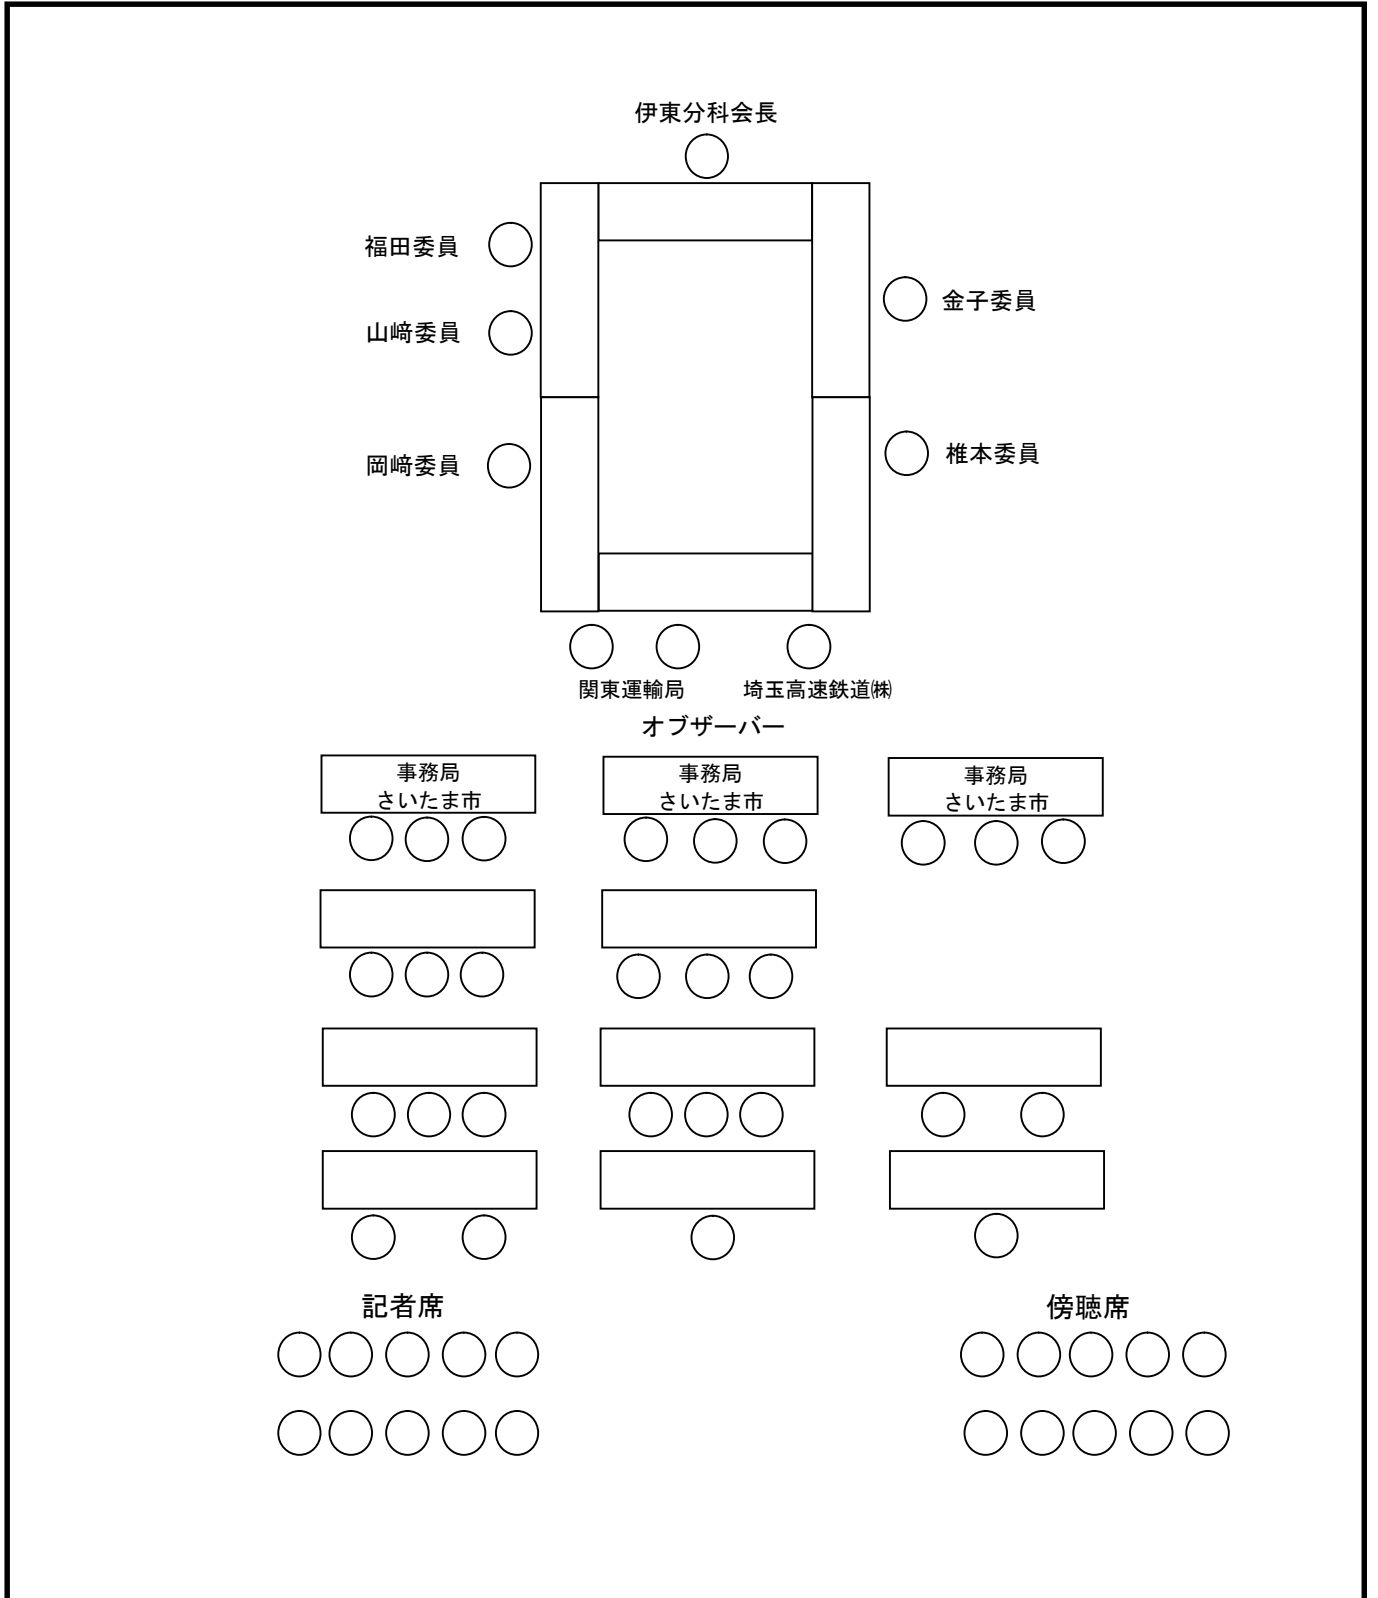 伊東分科会長
福田委員
金子委員
山﨑委員
岡﨑委員
椎本委員
関東運輸局
埼玉高速鉄道㈱
オブザーバー
事務局
さいたま市
事務局
さいたま市
事務局
さいたま市
記者席
傍聴席